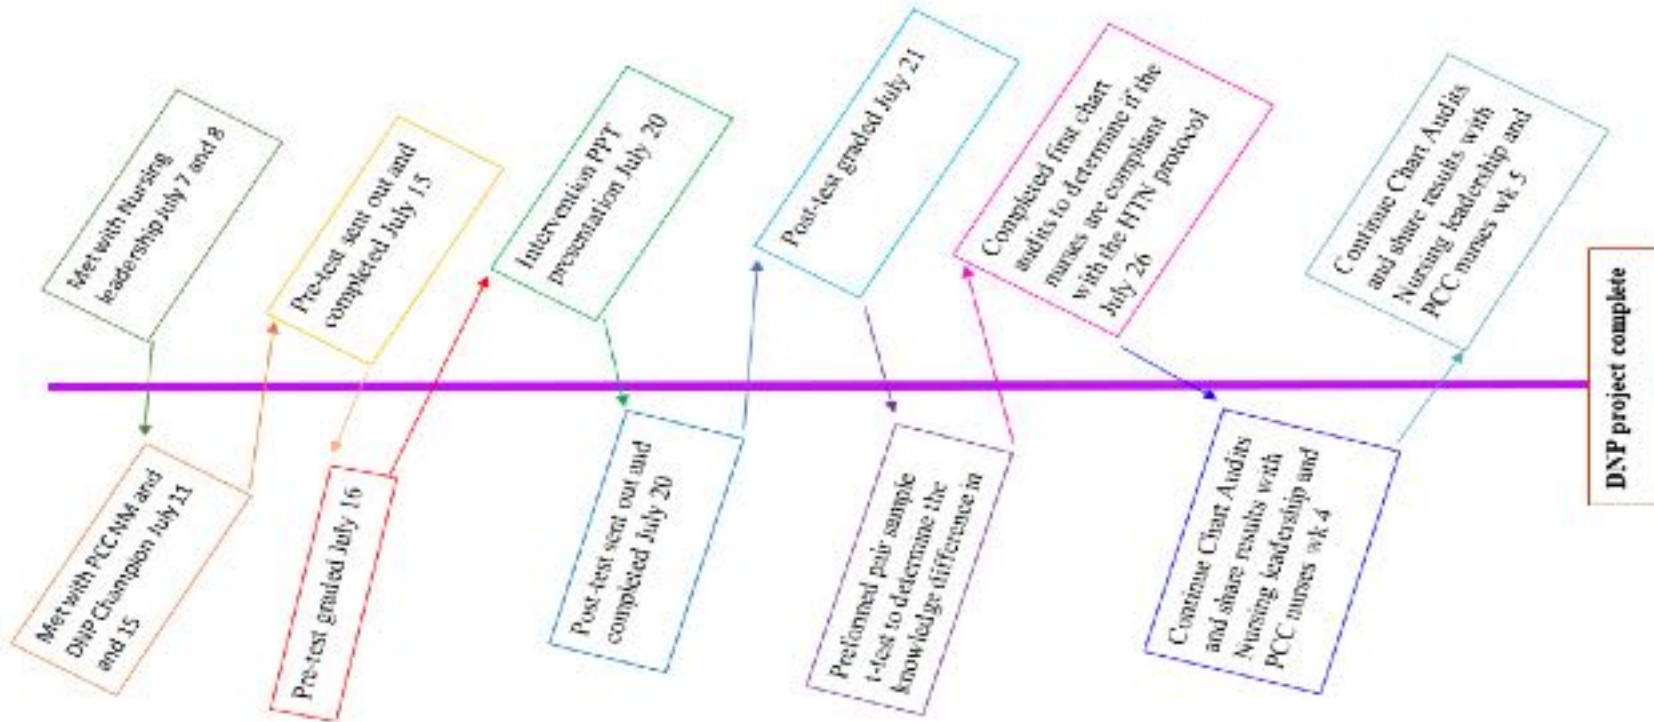 Met with Nursing
leadership July 7 and 8
Met with PCC NM and
DNP Champion July 11
and 15
Pre-test sent out and
completed July 15
Pre-test graded July 16
Intervention PPT
presentation July 20
Post-test sent out and
completed July 20
Post-test graded July 21
Preformed pair sample
t-test to determine the
knowledge difference in
Completed first chart
audits to determine if the
nurses are compliant
with the HTN protocol
July 26
Continue Chart Audits
and share results with
Nursing leadership and
PCC nurses wk 4
Continue Chart Audits
and share results with
Nursing leadership and
PCC nurses wk 5
DNP project complete